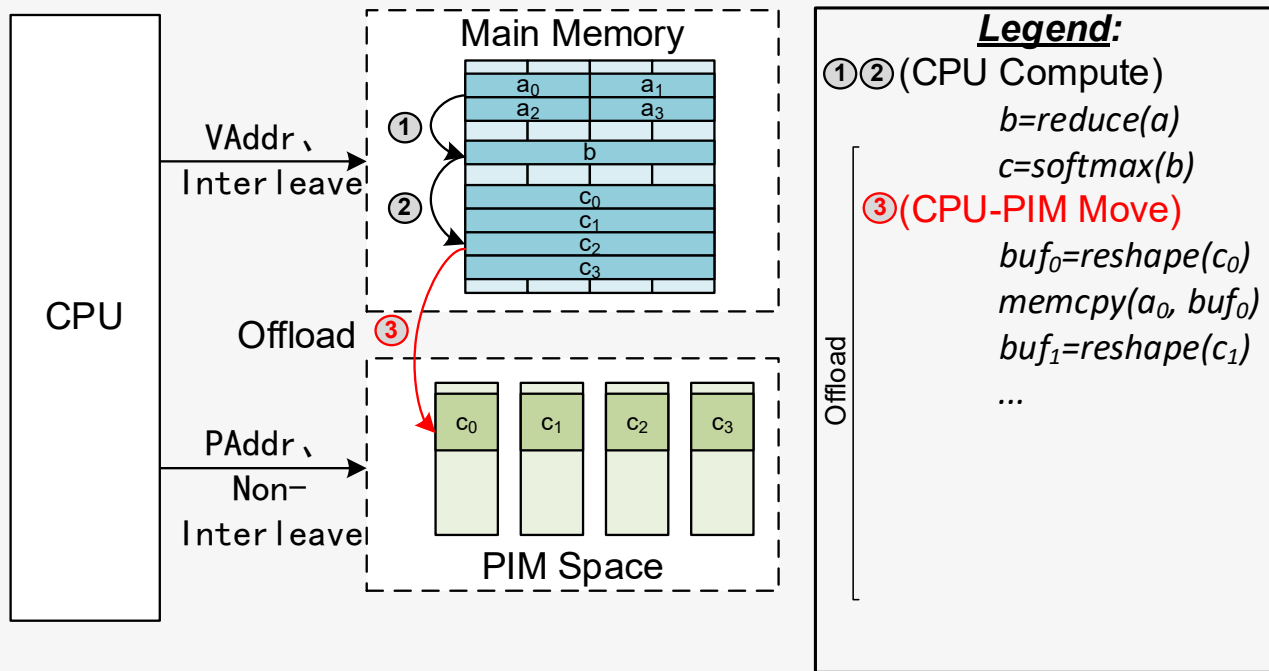 CPU
VAddr、
Interleave
PAddr、
Non-
Interleave
Main Memory
a₀ a₁
a₂ a₃
b
c₀
c₁
c₂
c₃
①
②
Offload ③
c₀ c₁ c₂ c₃
PIM Space
Legend:
①②(CPU Compute)
b=reduce(a)
c=softmax(b)
③(CPU-PIM Move)
buf₀=reshape(c₀)
memcpy(a₀, buf₀)
buf₁=reshape(c₁)
...
Offload